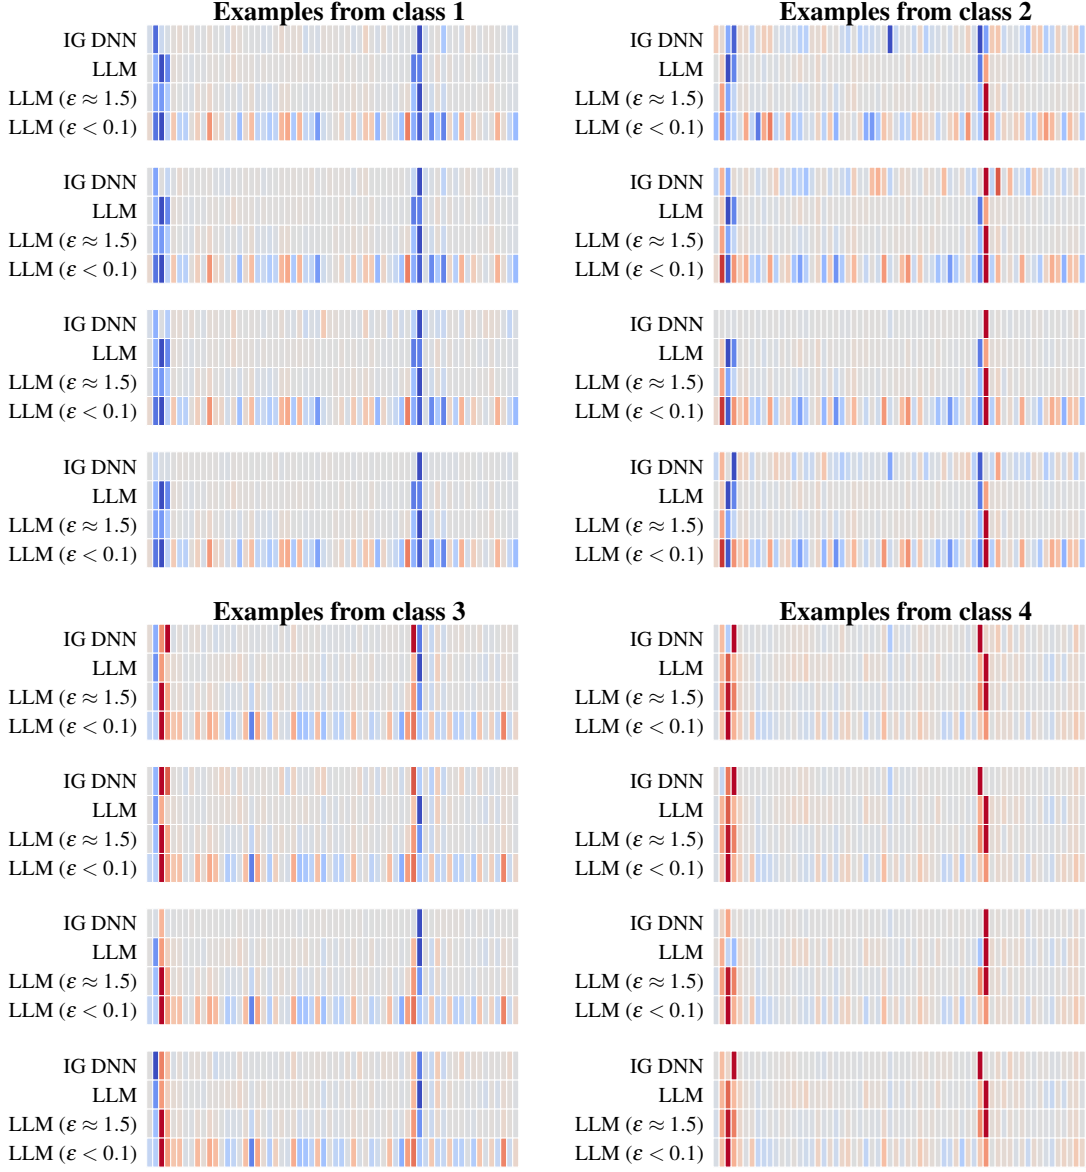 Examples from class 1
IG DNN
LLM
LLM (ε ≈ 1.5)
LLM (ε < 0.1)
IG DNN
LLM
LLM (ε ≈ 1.5)
LLM (ε < 0.1)
IG DNN
LLM
LLM (ε ≈ 1.5)
LLM (ε < 0.1)
IG DNN
LLM
LLM (ε ≈ 1.5)
LLM (ε < 0.1)
Examples from class 2
IG DNN
LLM
LLM (ε ≈ 1.5)
LLM (ε < 0.1)
IG DNN
LLM
LLM (ε ≈ 1.5)
LLM (ε < 0.1)
IG DNN
LLM
LLM (ε ≈ 1.5)
LLM (ε < 0.1)
IG DNN
LLM
LLM (ε ≈ 1.5)
LLM (ε < 0.1)
Examples from class 3
IG DNN
LLM
LLM (ε ≈ 1.5)
LLM (ε < 0.1)
IG DNN
LLM
LLM (ε ≈ 1.5)
LLM (ε < 0.1)
IG DNN
LLM
LLM (ε ≈ 1.5)
LLM (ε < 0.1)
IG DNN
LLM
LLM (ε ≈ 1.5)
LLM (ε < 0.1)
Examples from class 4
IG DNN
LLM
LLM (ε ≈ 1.5)
LLM (ε < 0.1)
IG DNN
LLM
LLM (ε ≈ 1.5)
LLM (ε < 0.1)
IG DNN
LLM
LLM (ε ≈ 1.5)
LLM (ε < 0.1)
IG DNN
LLM
LLM (ε ≈ 1.5)
LLM (ε < 0.1)